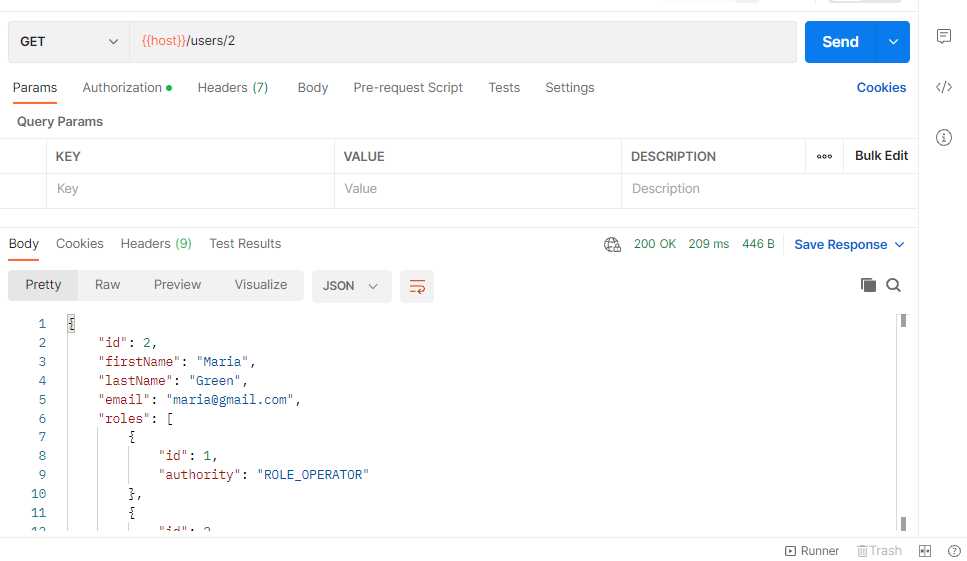 GET {{host}}/users/2 Send
Params Authorization Headers (7) Body Pre-request Script Tests Settings Cookies
Query Params
KEY VALUE DESCRIPTION ooo Bulk Edit
Key Value Description
Body Cookies Headers (9) Test Results 200 OK 209 ms 446 B Save Response
Pretty Raw Preview Visualize JSON
1 {
2 "id": 2,
3 "firstName": "Maria",
4 "lastName": "Green",
5 "email": "maria@gmail.com",
6 "roles": [
7 {
8 "id": 1,
9 "authority": "ROLE_OPERATOR"
10 },
11 {
12 "id": 2
Runner Trash